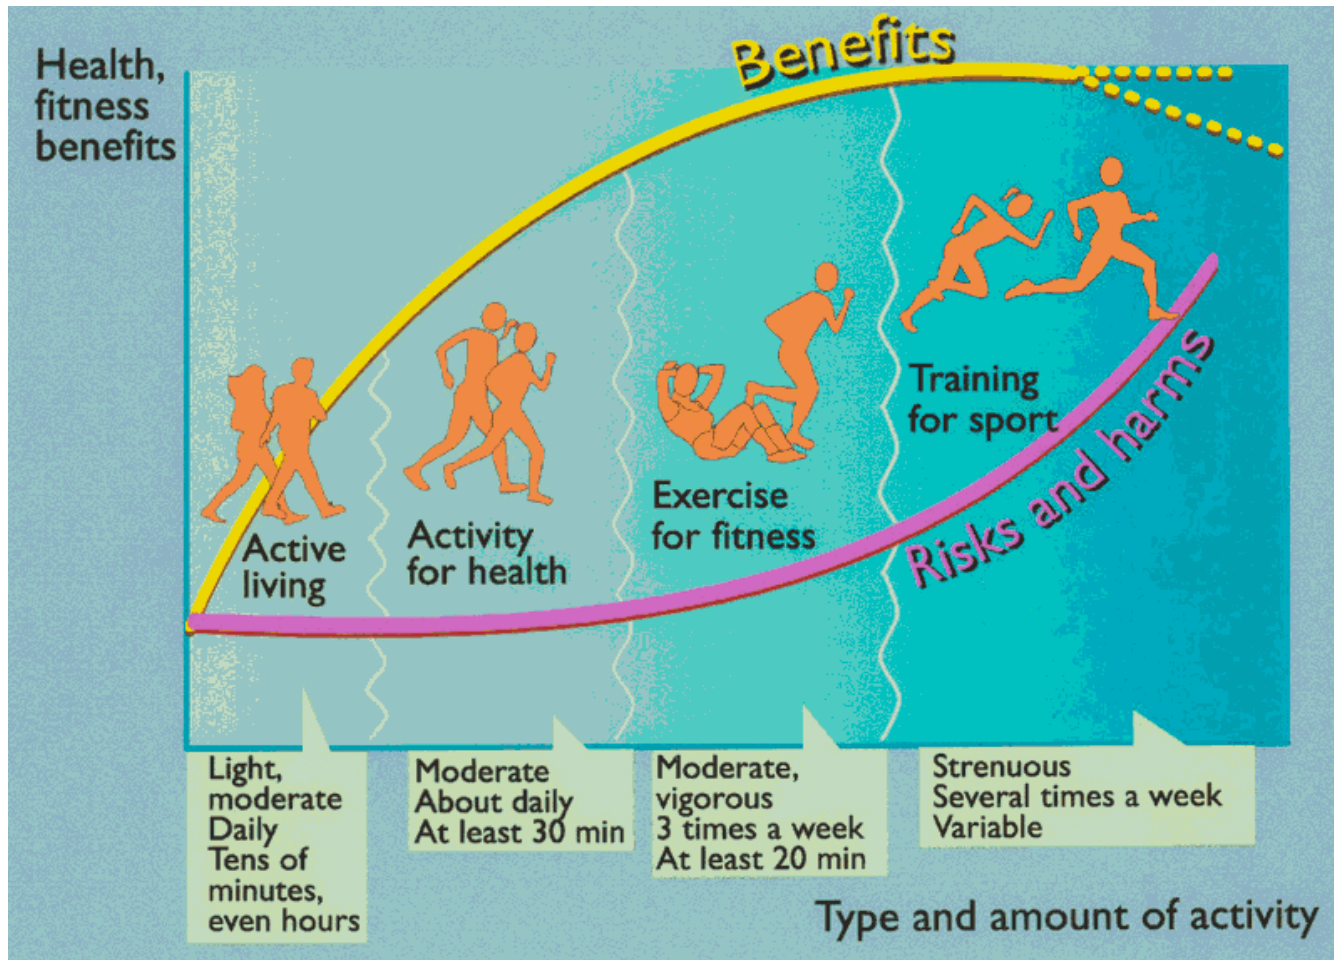 Health,
fitness
benefits
Benefits
Active
living
Activity
for health
Exercise
for fitness
Training
for sport
Risks and harms
Light,
moderate
Daily
Tens of
minutes,
even hours
Moderate
About daily
At least 30 min
Moderate,
vigorous
3 times a week
At least 20 min
Strenuous
Several times a week
Variable
Type and amount of activity